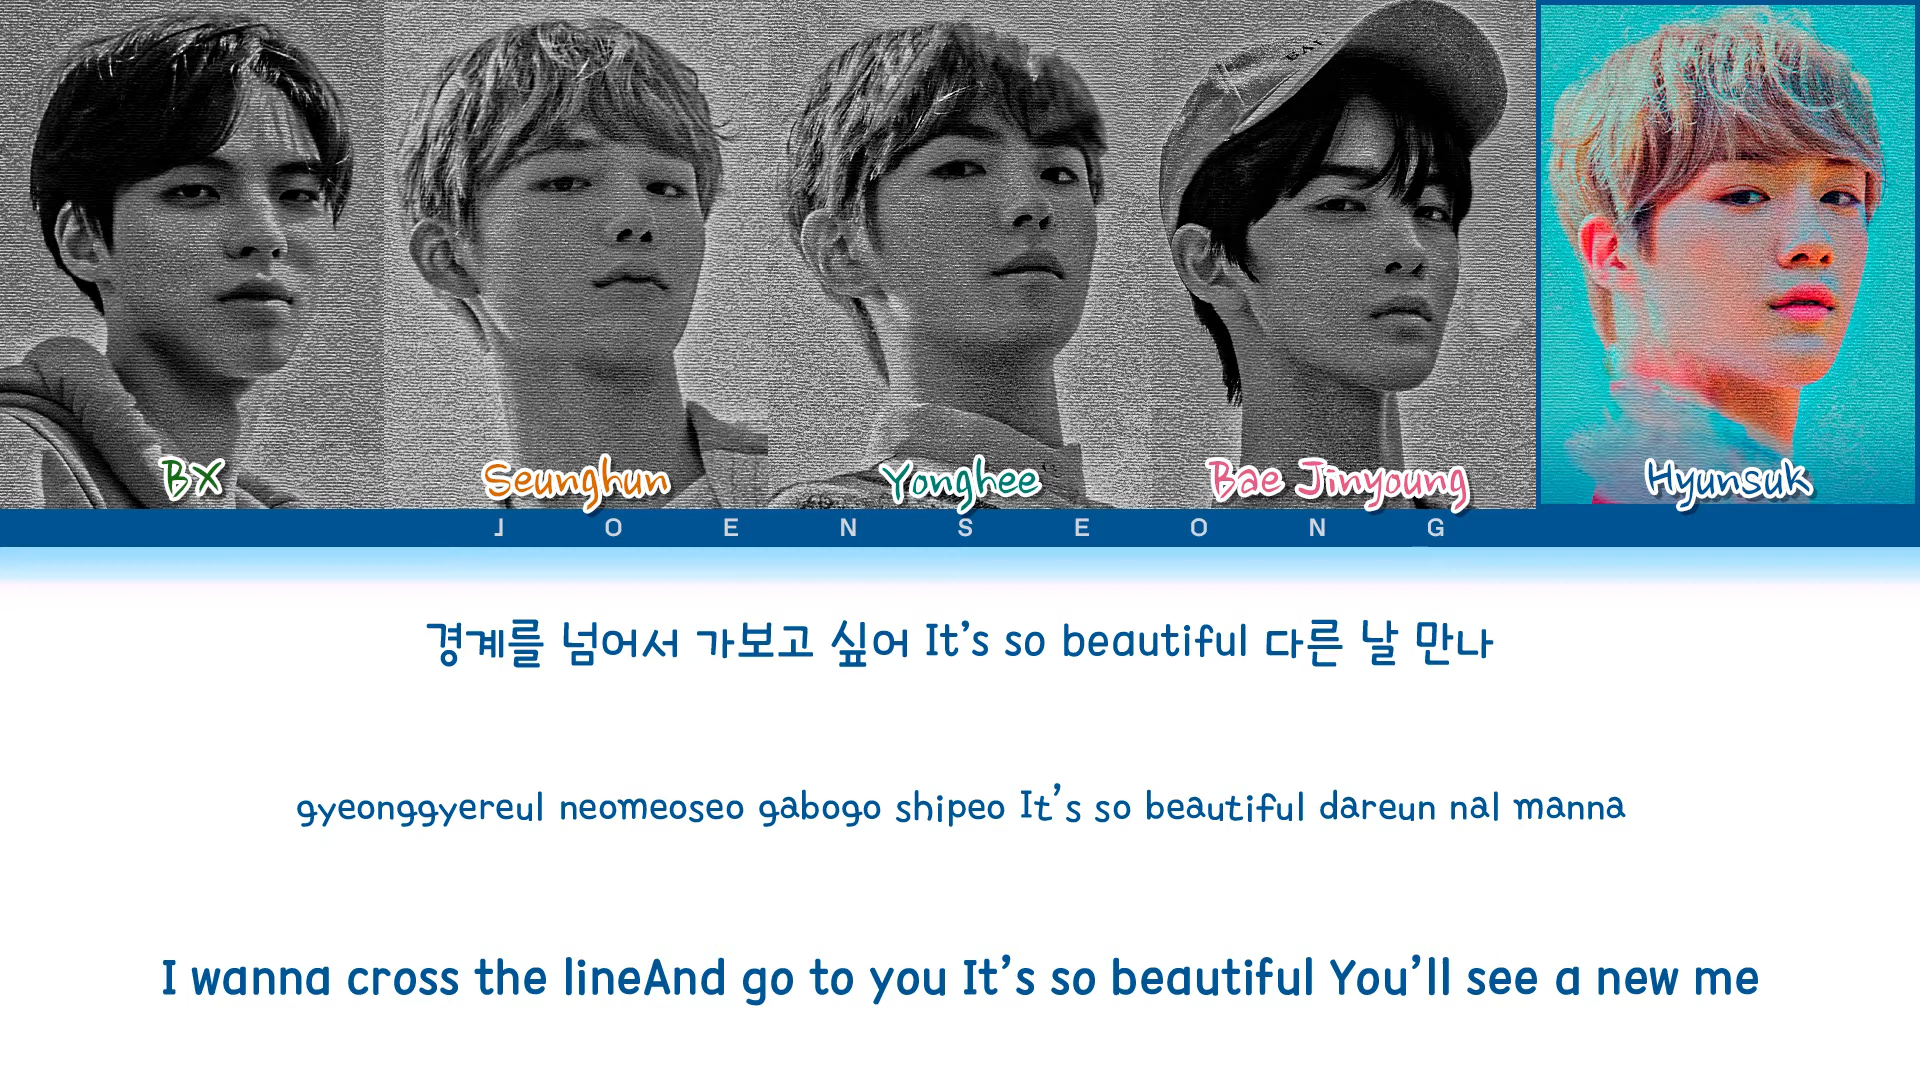 BX Seunghun Yonghee Bae Jinyoung Hyunsuk
JOENSEONG
경계를 넘어서 가보고 싶어 It's so beautiful 다른 날 만나
gyeonggyereul neomeoseo gabogo shipeo It's so beautiful dareun nal manna
I wanna cross the lineAnd go to you It's so beautiful You'll see a new me